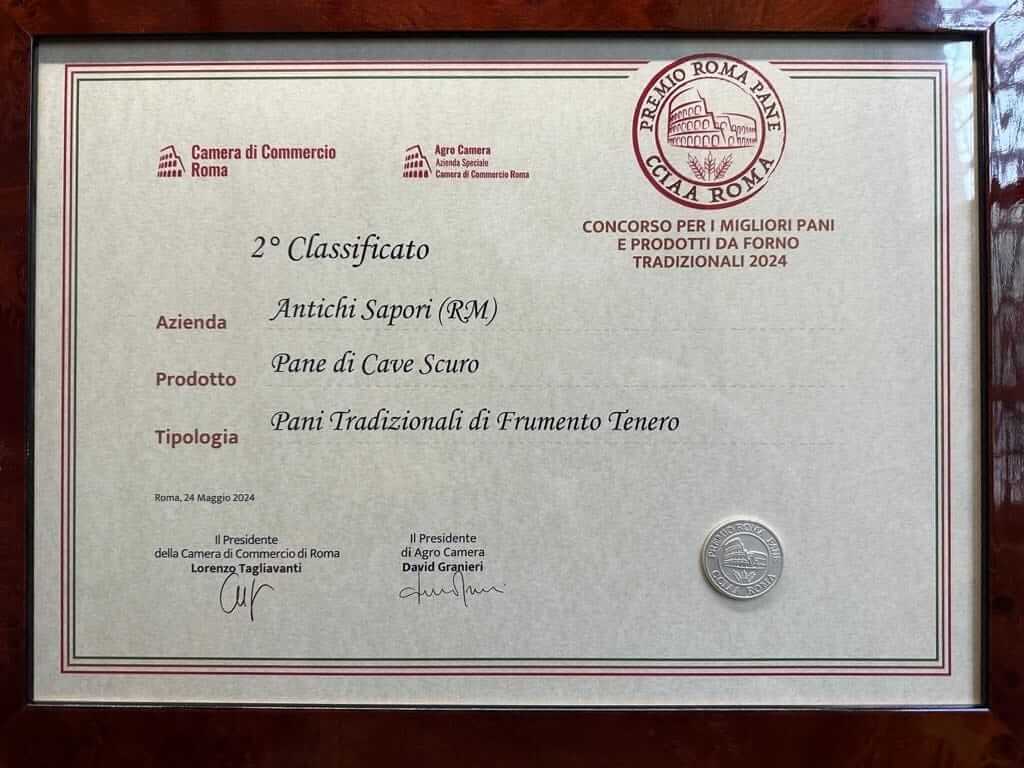 Camera di Commercio
Roma
Agro Camera
Azienda Speciale
Camera di Commercio Roma
PREMIO ROMA PANE
CCIAA ROMA
CONCORSO PER I MIGLIORI PANI
E PRODOTTI DA FORNO
TRADIZIONALI 2024
2° Classificato
Azienda Antichi Sapori (RM)
Prodotto Pane di Cave Scuro
Tipologia Pani Tradizionali di Frumento Tenero
Roma, 24 Maggio 2024
Il Presidente
della Camera di Commercio di Roma
Lorenzo Tagliavanti
Il Presidente
di Agro Camera
David Granieri
PREMIO ROMA PANE
CCIAA ROMA